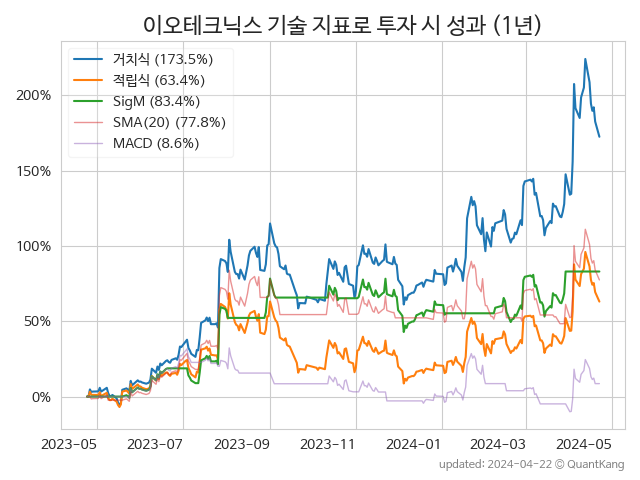 이오테크닉스 기술 지표로 투자 시 성과 (1년)
거치식 (173.5%)
적립식 (63.4%)
SigM (83.4%)
SMA(20) (77.8%)
MACD (8.6%)
200%
150%
100%
50%
0%
2023-05 2023-07 2023-09 2023-11 2024-01 2024-03 2024-05
updated: 2024-04-22 © QuantKang